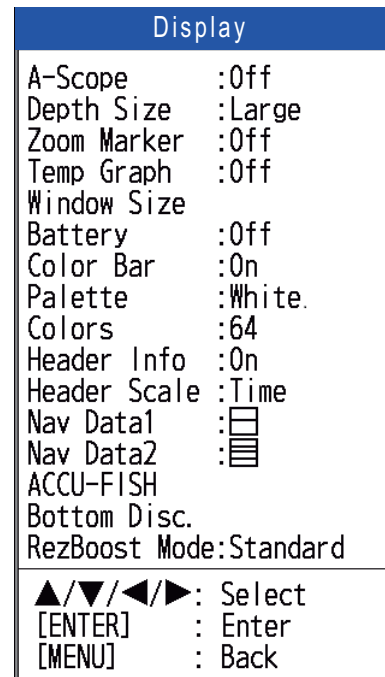 Display
A-Scope :Off
Depth Size :Large
Zoom Marker :Off
Temp Graph :Off
Window Size
Battery :Off
Color Bar :On
Palette :White.
Colors :64
Header Info :On
Header Scale :Time
Nav Data1 :
Nav Data2 :
ACCU-FISH
Bottom Disc.
RezBoost Mode:Standard
▲/▼/◀/▶: Select
[ENTER] : Enter
[MENU] : Back